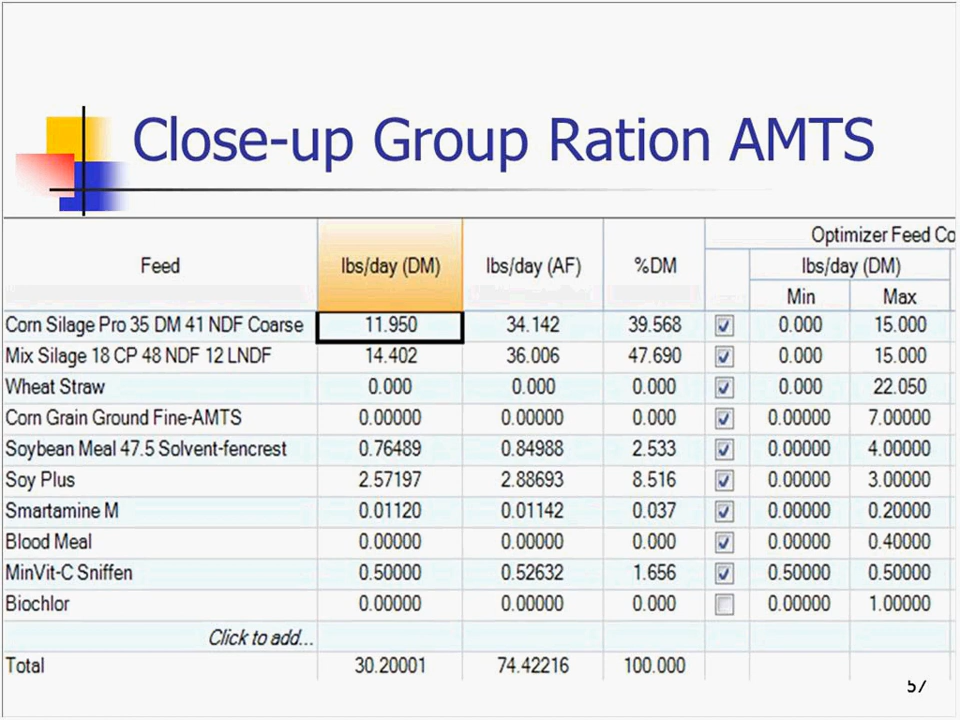 Close-up Group Ration AMTS
Optimizer Feed Co
Feed lbs/day (DM) lbs/day (AF) %DM lbs/day (DM)
Min Max
Corn Silage Pro 35 DM 41 NDF Coarse 11.950 34.142 39.568 0.000 15.000
Mix Silage 18 CP 48 NDF 12 LNDF 14.402 36.006 47.690 0.000 15.000
Wheat Straw 0.000 0.000 0.000 0.000 22.050
Corn Grain Ground Fine-AMTS 0.00000 0.00000 0.000 0.00000 7.00000
Soybean Meal 47.5 Solvent-fencrest 0.76489 0.84988 2.533 0.00000 4.00000
Soy Plus 2.57197 2.88693 8.516 0.00000 3.00000
Smartamine M 0.01120 0.01142 0.037 0.00000 0.20000
Blood Meal 0.00000 0.00000 0.000 0.00000 0.40000
MinVit-C Sniffen 0.50000 0.52632 1.656 0.50000 0.50000
Biochlor 0.00000 0.00000 0.000 0.00000 1.00000
Click to add...
Total 30.20001 74.42216 100.000
57